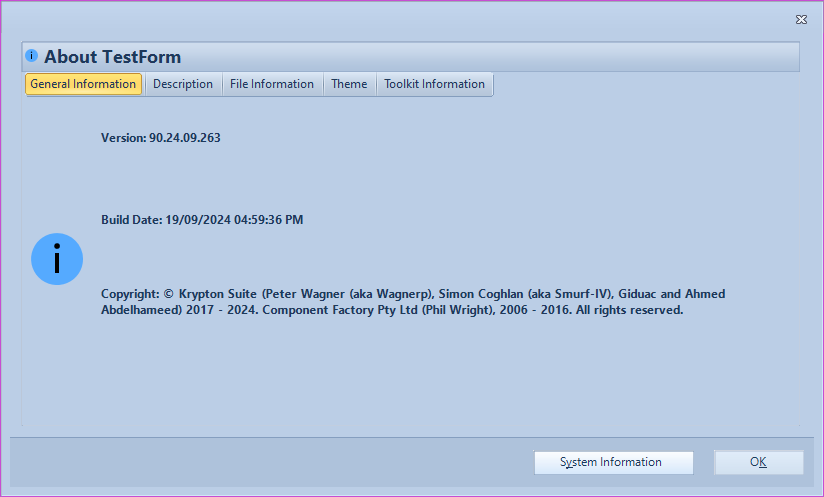 About TestForm
General Information Description File Information Theme Toolkit Information
Version: 90.24.09.263
Build Date: 19/09/2024 04:59:36 PM
Copyright: © Krypton Suite (Peter Wagner (aka Wagnerp), Simon Coghlan (aka Smurf-IV), Giduac and Ahmed
Abdelhameed) 2017 - 2024. Component Factory Pty Ltd (Phil Wright), 2006 - 2016. All rights reserved.
System Information OK